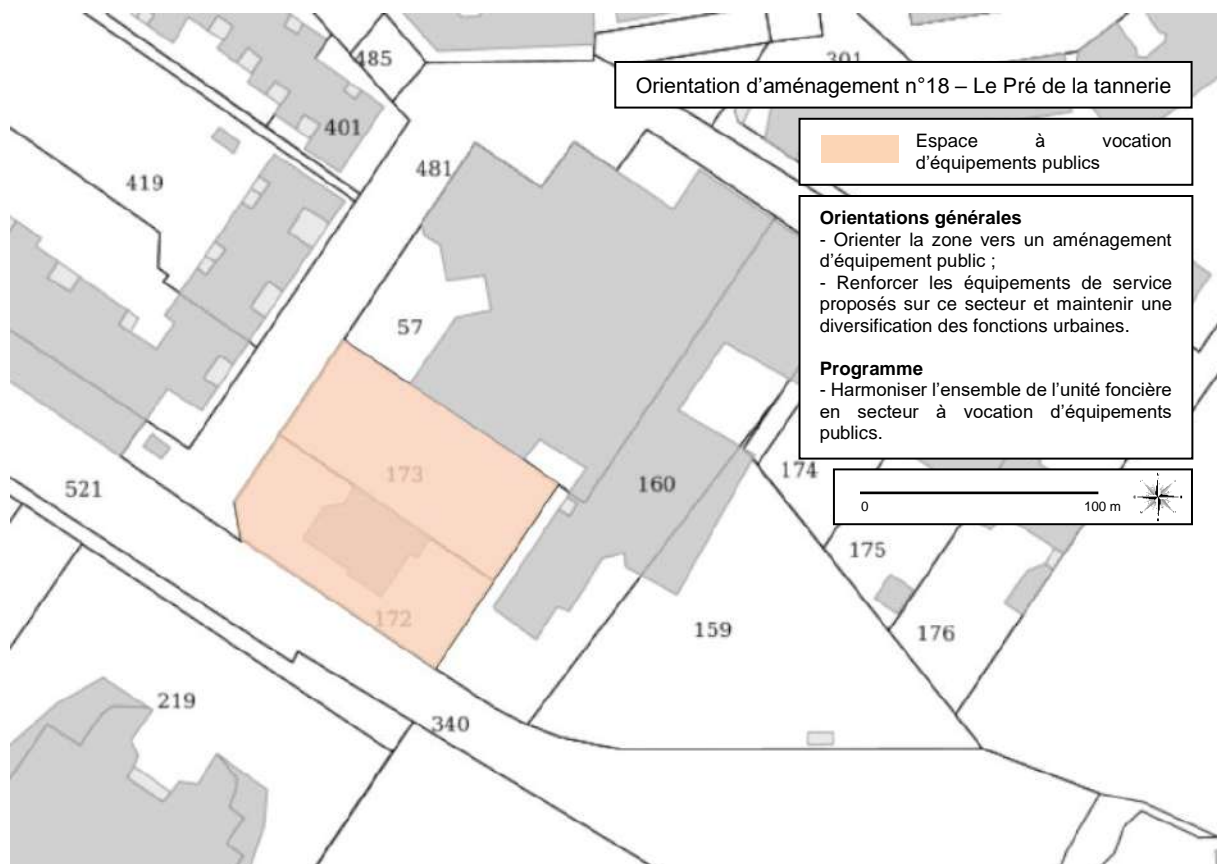 485
301
Orientation d'aménagement n°18 – Le Pré de la tannerie
401
Espace à vocation
d'équipements publics
481
419
Orientations générales
- Orienter la zone vers un aménagement
d'équipement public ;
- Renforcer les équipements de service
proposés sur ce secteur et maintenir une
diversification des fonctions urbaines.
57
Programme
- Harmoniser l'ensemble de l'unité foncière
en secteur à vocation d'équipements
publics.
173
174
160
521
0
100 m
175
172
159
176
219
340